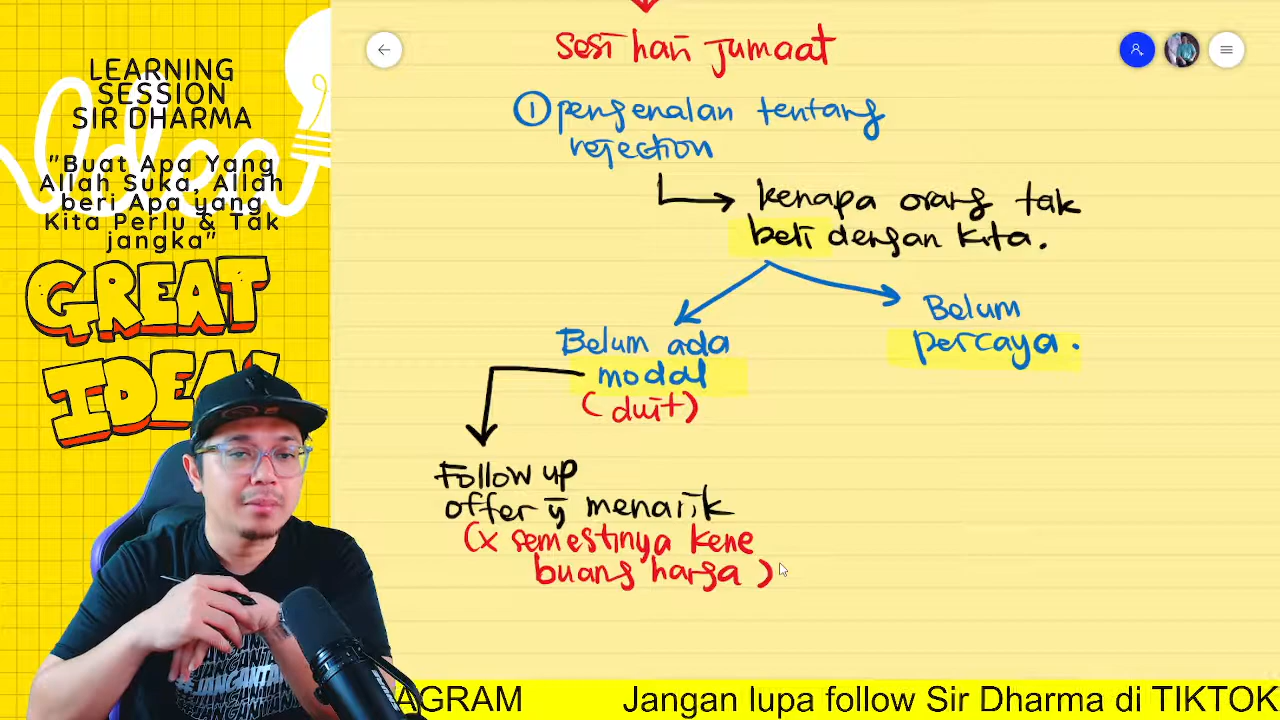 LEARNING
SESSION
SIR DHARMA
"Buat Apa Yang
Allah Suka, Allah
beri Apa yang
Kita Perlu & Tak
jangka"
GREAT
IDEA
sesi hari jumaat
① pengenalan tentang
rejection
kenapa orang tak
beli dengan kita.
Belum ada
modal
(duit)
Belum
percaya.
Follow up
offer ȳ menarik
(x semestinya kene
buang harga)
#JANGANTA
AGRAM Jangan lupa follow Sir Dharma di TIKTOK